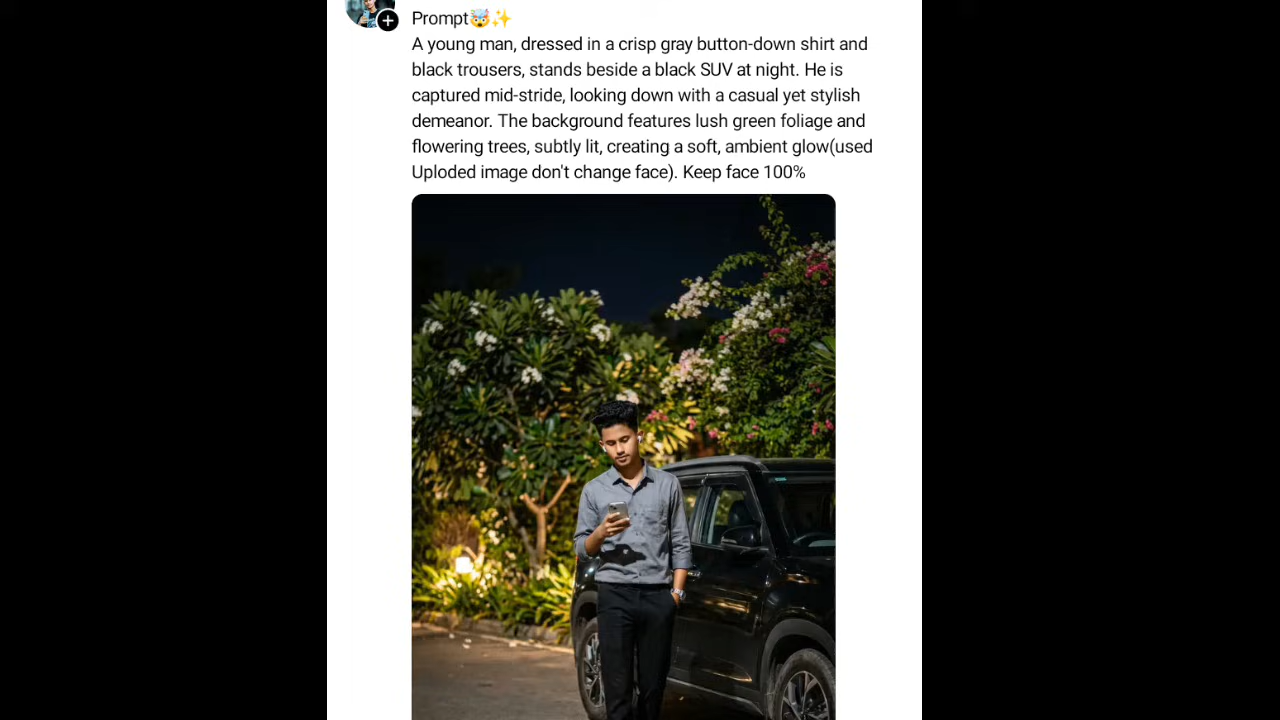 Prompt🤯✨
A young man, dressed in a crisp gray button-down shirt and
black trousers, stands beside a black SUV at night. He is
captured mid-stride, looking down with a casual yet stylish
demeanor. The background features lush green foliage and
flowering trees, subtly lit, creating a soft, ambient glow(used
Uploded image don't change face). Keep face 100%